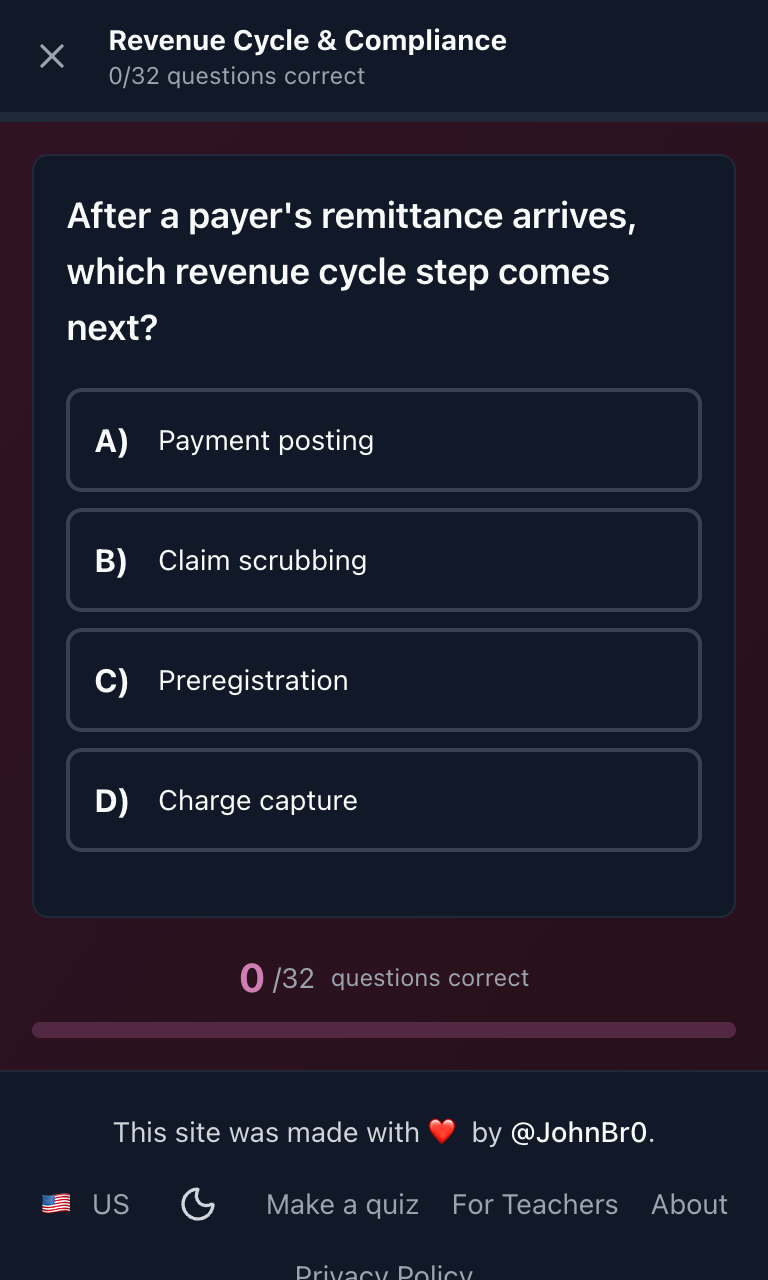 Revenue Cycle & Compliance
0/32 questions correct
After a payer's remittance arrives,
which revenue cycle step comes
next?
A) Payment posting
B) Claim scrubbing
C) Preregistration
D) Charge capture
0 /32 questions correct
This site was made with ❤️ by @JohnBr0.
🇺🇸 US Make a quiz For Teachers About
Privacy Policy